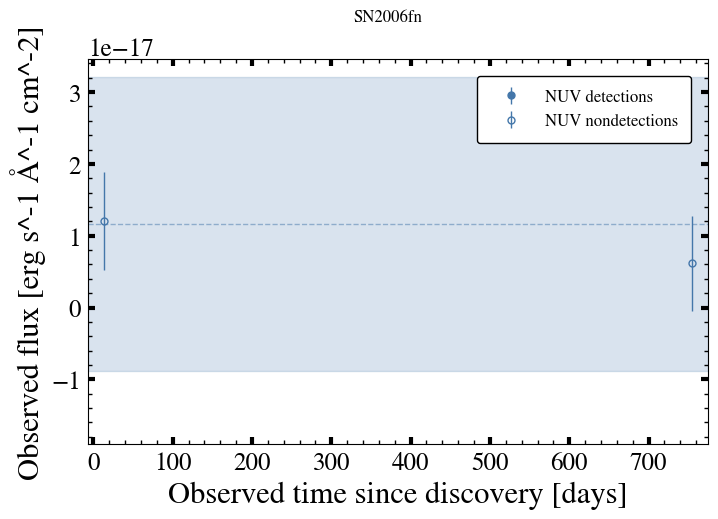 SN2006fn
1e−17
3
2
1
0
−1
NUV detections
NUV nondetections
0 100 200 300 400 500 600 700
Observed time since discovery [days]
Observed flux [erg s^-1 Å^-1 cm^-2]